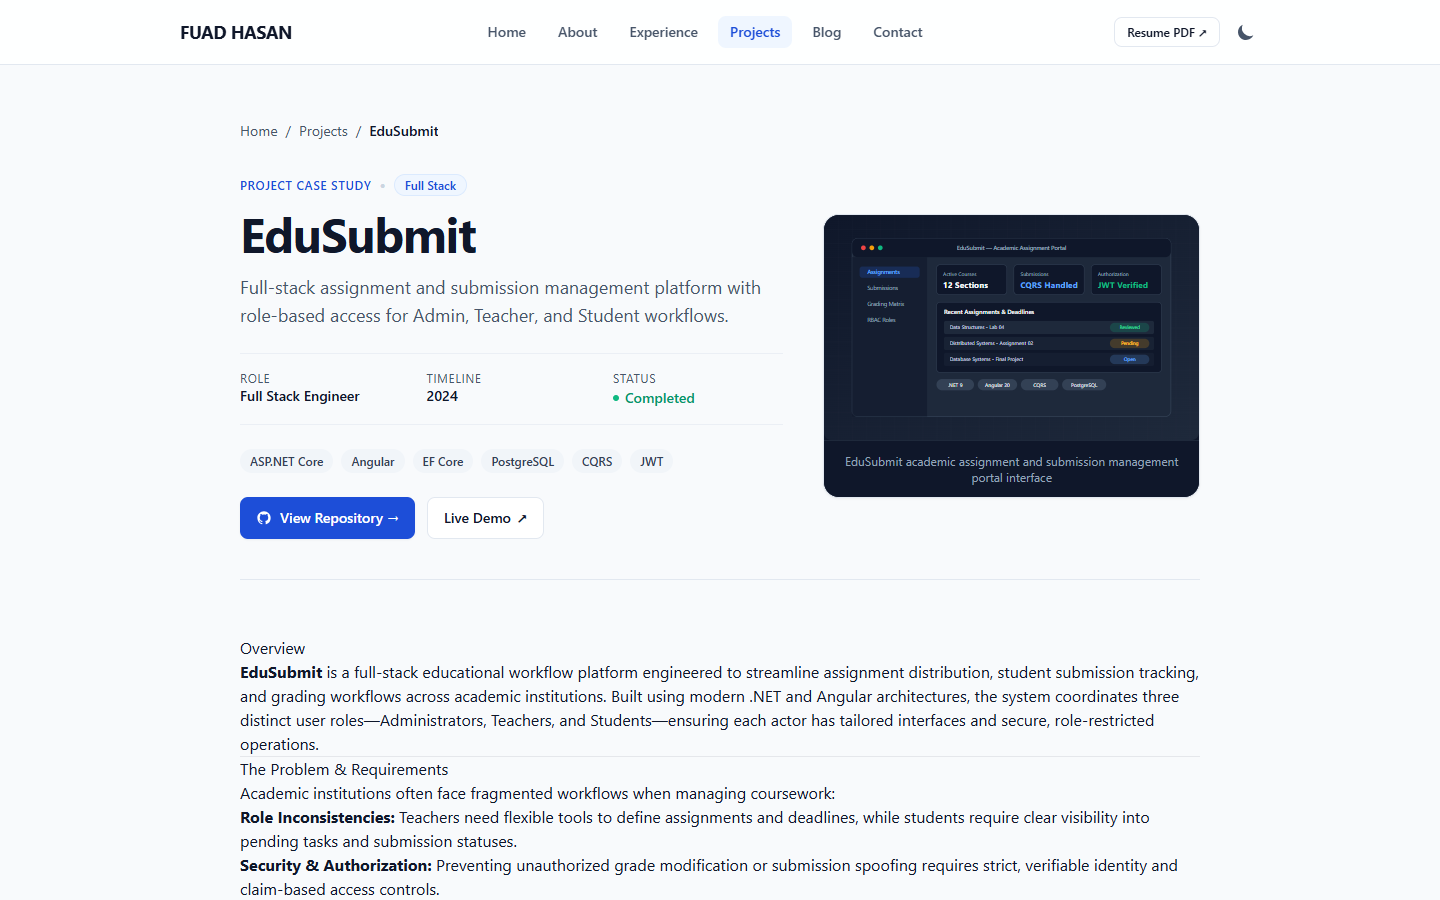 FUAD HASAN
Home
About
Experience
Projects
Blog
Contact
Resume PDF ↗
Home / Projects / EduSubmit
PROJECT CASE STUDY • Full Stack
EduSubmit
Full-stack assignment and submission management platform with
role-based access for Admin, Teacher, and Student workflows.
ROLE
Full Stack Engineer
TIMELINE
2024
STATUS
Completed
ASP.NET Core
Angular
EF Core
PostgreSQL
CQRS
JWT
View Repository →
Live Demo ↗
EduSubmit — Academic Assignment Portal
Assignments
Submissions
Grading Matrix
RBAC Roles
Active Courses
12 Sections
Submissions
CQRS Handled
Authorization
JWT Verified
Recent Assignments & Deadlines
Data Structures - Lab 04
Reviewed
Distributed Systems - Assignment 02
Pending
Database Systems - Final Project
Open
.NET 9
Angular 20
CQRS
PostgreSQL
EduSubmit academic assignment and submission management
portal interface
Overview
EduSubmit is a full-stack educational workflow platform engineered to streamline assignment distribution, student submission tracking,
and grading workflows across academic institutions. Built using modern .NET and Angular architectures, the system coordinates three
distinct user roles—Administrators, Teachers, and Students—ensuring each actor has tailored interfaces and secure, role-restricted
operations.
The Problem & Requirements
Academic institutions often face fragmented workflows when managing coursework:
Role Inconsistencies: Teachers need flexible tools to define assignments and deadlines, while students require clear visibility into
pending tasks and submission statuses.
Security & Authorization: Preventing unauthorized grade modification or submission spoofing requires strict, verifiable identity and
claim-based access controls.